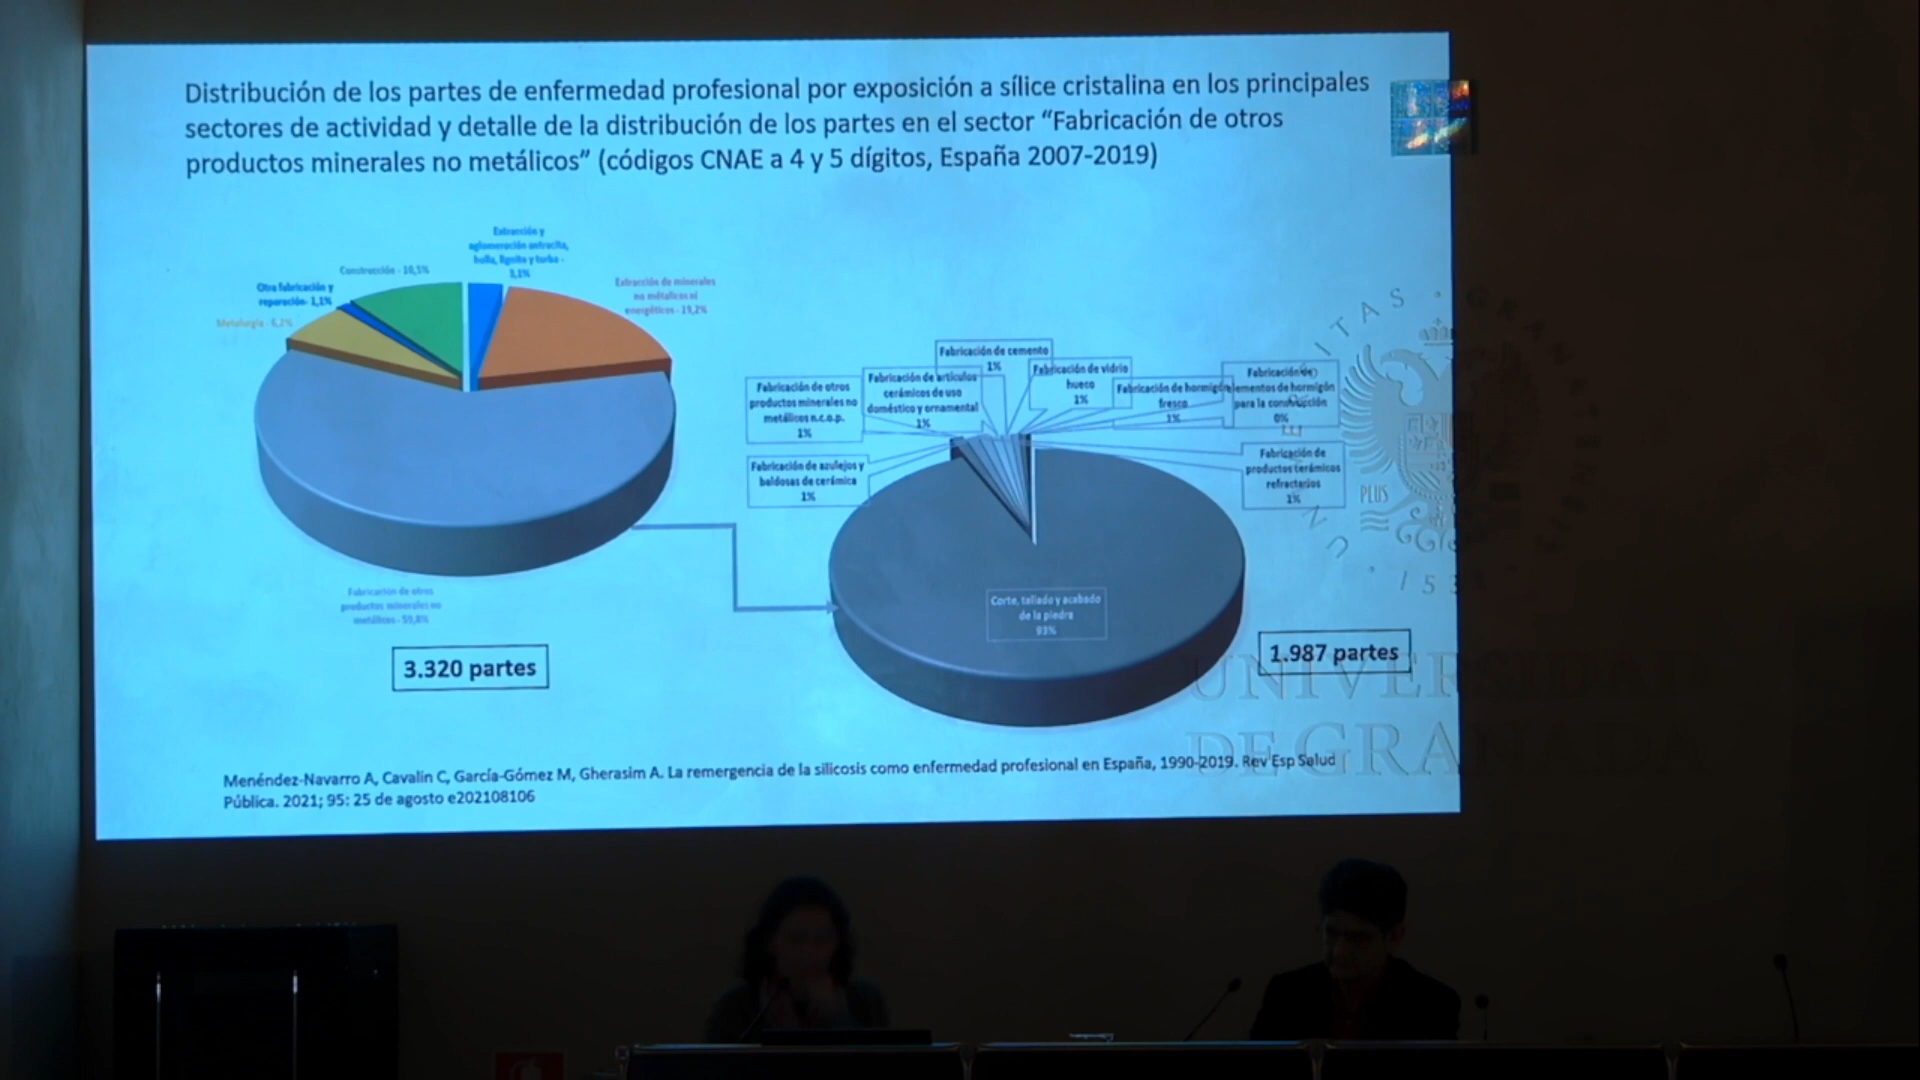 Distribución de los partes de enfermedad profesional por exposición a sílice cristalina en los principales
sectores de actividad y detalle de la distribución de los partes en el sector “Fabricación de otros
productos minerales no metálicos” (códigos CNAE a 4 y 5 dígitos, España 2007-2019)
Extracción y
aglomeración antracita,
hulla, lignito y turba -
3,1%
Construcción - 10,5%
Otra fabricación y
reparación- 1,1%
Metalurgia - 6,2%
Extracción de minerales
no metálicos ni
energéticos - 19,2%
Fabricación de otros
productos minerales no
metálicos - 59,8%
3.320 partes
Fabricación de cemento
1%
Fabricación de vidrio
hueco
1%
Fabricación de artículos
cerámicos de uso
doméstico y ornamental
1%
Fabricación de otros
productos minerales no
metálicos n.c.o.p.
1%
Fabricación de hormigón
fresco
1%
Fabricación de
elementos de hormigón
para la construcción
0%
Fabricación de azulejos y
baldosas de cerámica
1%
Fabricación de
productos cerámicos
refractarios
1%
Corte, tallado y acabado
de la piedra
93%
1.987 partes
PLUS
UNIVERSIDAD
DE GRANADA
Menéndez-Navarro A, Cavalin C, García-Gómez M, Gherasim A. La remergencia de la silicosis como enfermedad profesional en España, 1990-2019. Rev Esp Salud
Pública. 2021; 95: 25 de agosto e202108106